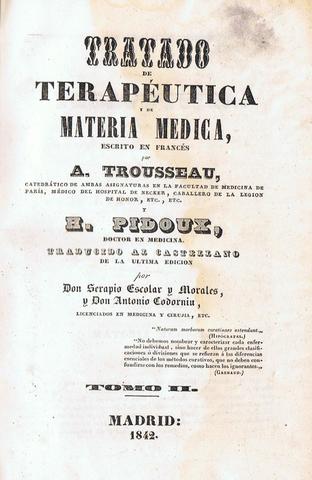 TRATADO
DE
TERAPÉUTICA
Y DE
MATERIA MEDICA,
ESCRITO EN FRANCÉS
por
A. TROUSSEAU,
CATEDRÁTICO DE AMBAS ASIGNATURAS EN LA FACULTAD DE MEDICINA DE
PARÍS, MÉDICO DEL HOSPITAL DE NECKER, CABALLERO DE LA LEGION
DE HONOR, ETC., ETC.
Y
H. PIDOUX,
DOCTOR EN MEDICINA.
TRADUCIDO AL CASTELLANO
DE LA ULTIMA EDICION
por
Don Serapio Escolar y Morales,
y Don Antonio Codorniu,
LICENCIADOS EN MEDICINA Y CIRUJIA, ETC.
"Naturam morborum curationes ostendunt.„
(HIPÓCRATES.)
"No debemos nombrar y caracterizar cada enfer-
medad individual, sino hacer de ellas grandes clasifi-
caciones ó divisiones que se refieran á las diferencias
esenciales de los métodos curativos, que no deben con-
fundirse con los remedios, como hacen los ignorantes.„
TOMO II.
MADRID:
1842.